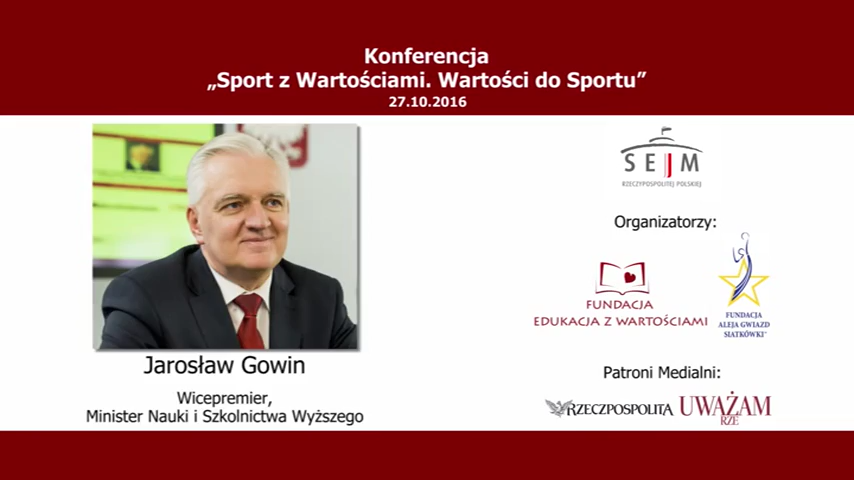 Konferencja
„Sport z Wartościami. Wartości do Sportu”
27.10.2016
Jarosław Gowin
Wicepremier,
Minister Nauki i Szkolnictwa Wyższego
SEJM
RZECZYPOSPOLITEJ POLSKIEJ
Organizatorzy:
FUNDACJA
EDUKACJA Z WARTOŚCIAMI
FUNDACJA
ALEJA GWIAZD
SIATKÓWKI
Patroni Medialni:
RZECZPOSPOLITA
UWAŻAM
RZE